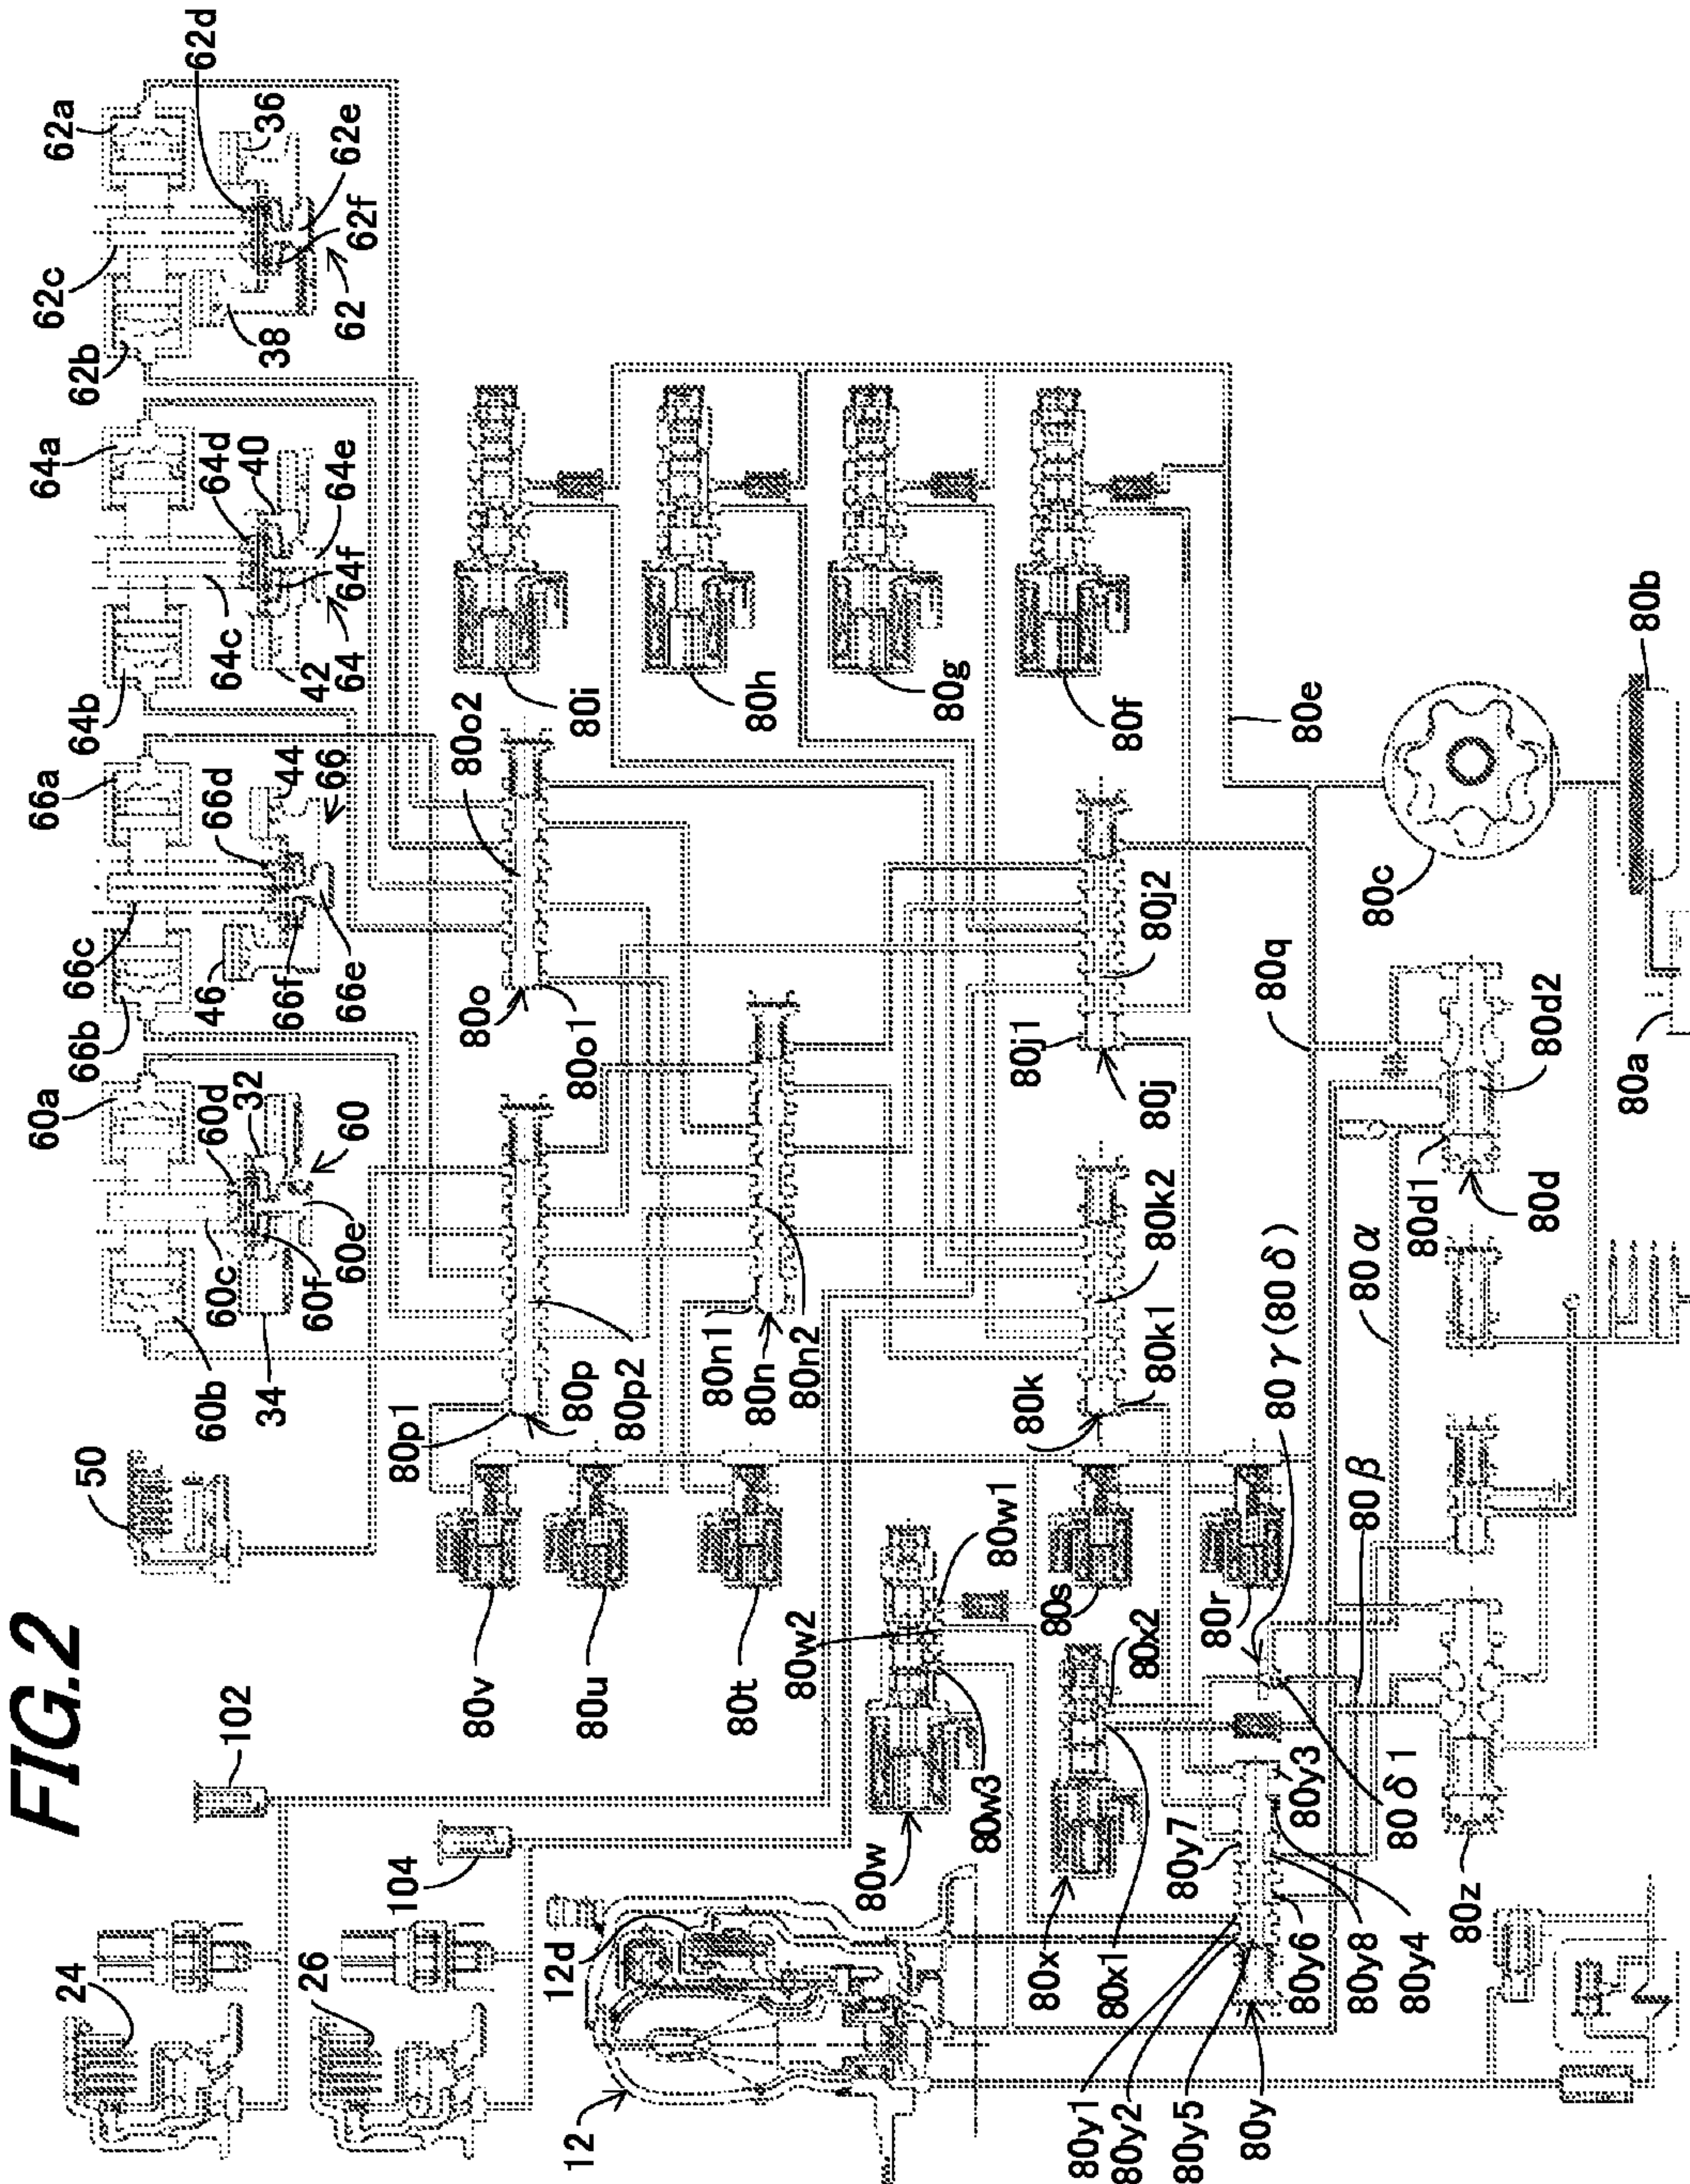 FIG.2
24
26
102
104
12d
12
50
34
60b
60c
60f
60e
60d
32
60
60a
66b
66c
46
66f
66e
66d
44
66
66a
64b
64c
42
64
64f
64e
64d
40
64a
62b
62c
38
62
62f
62e
36
62d
62a
80v
80u
80t
80p1
80p
80p2
80n1
80n
80n2
80o
80o1
80o2
80i
80h
80g
80f
80e
80w
80w3
80w2
80w1
80x
80x1
80x2
80s
80r
80k
80k1
80k2
80j1
80j
80j2
80γ(80δ)
80α
80β
80q
80c
80b
80a
80d1
80d
80d2
80y1
80y2
80y5
80y
80y6
80y8
80y4
80y7
80y3
80δ1
80z